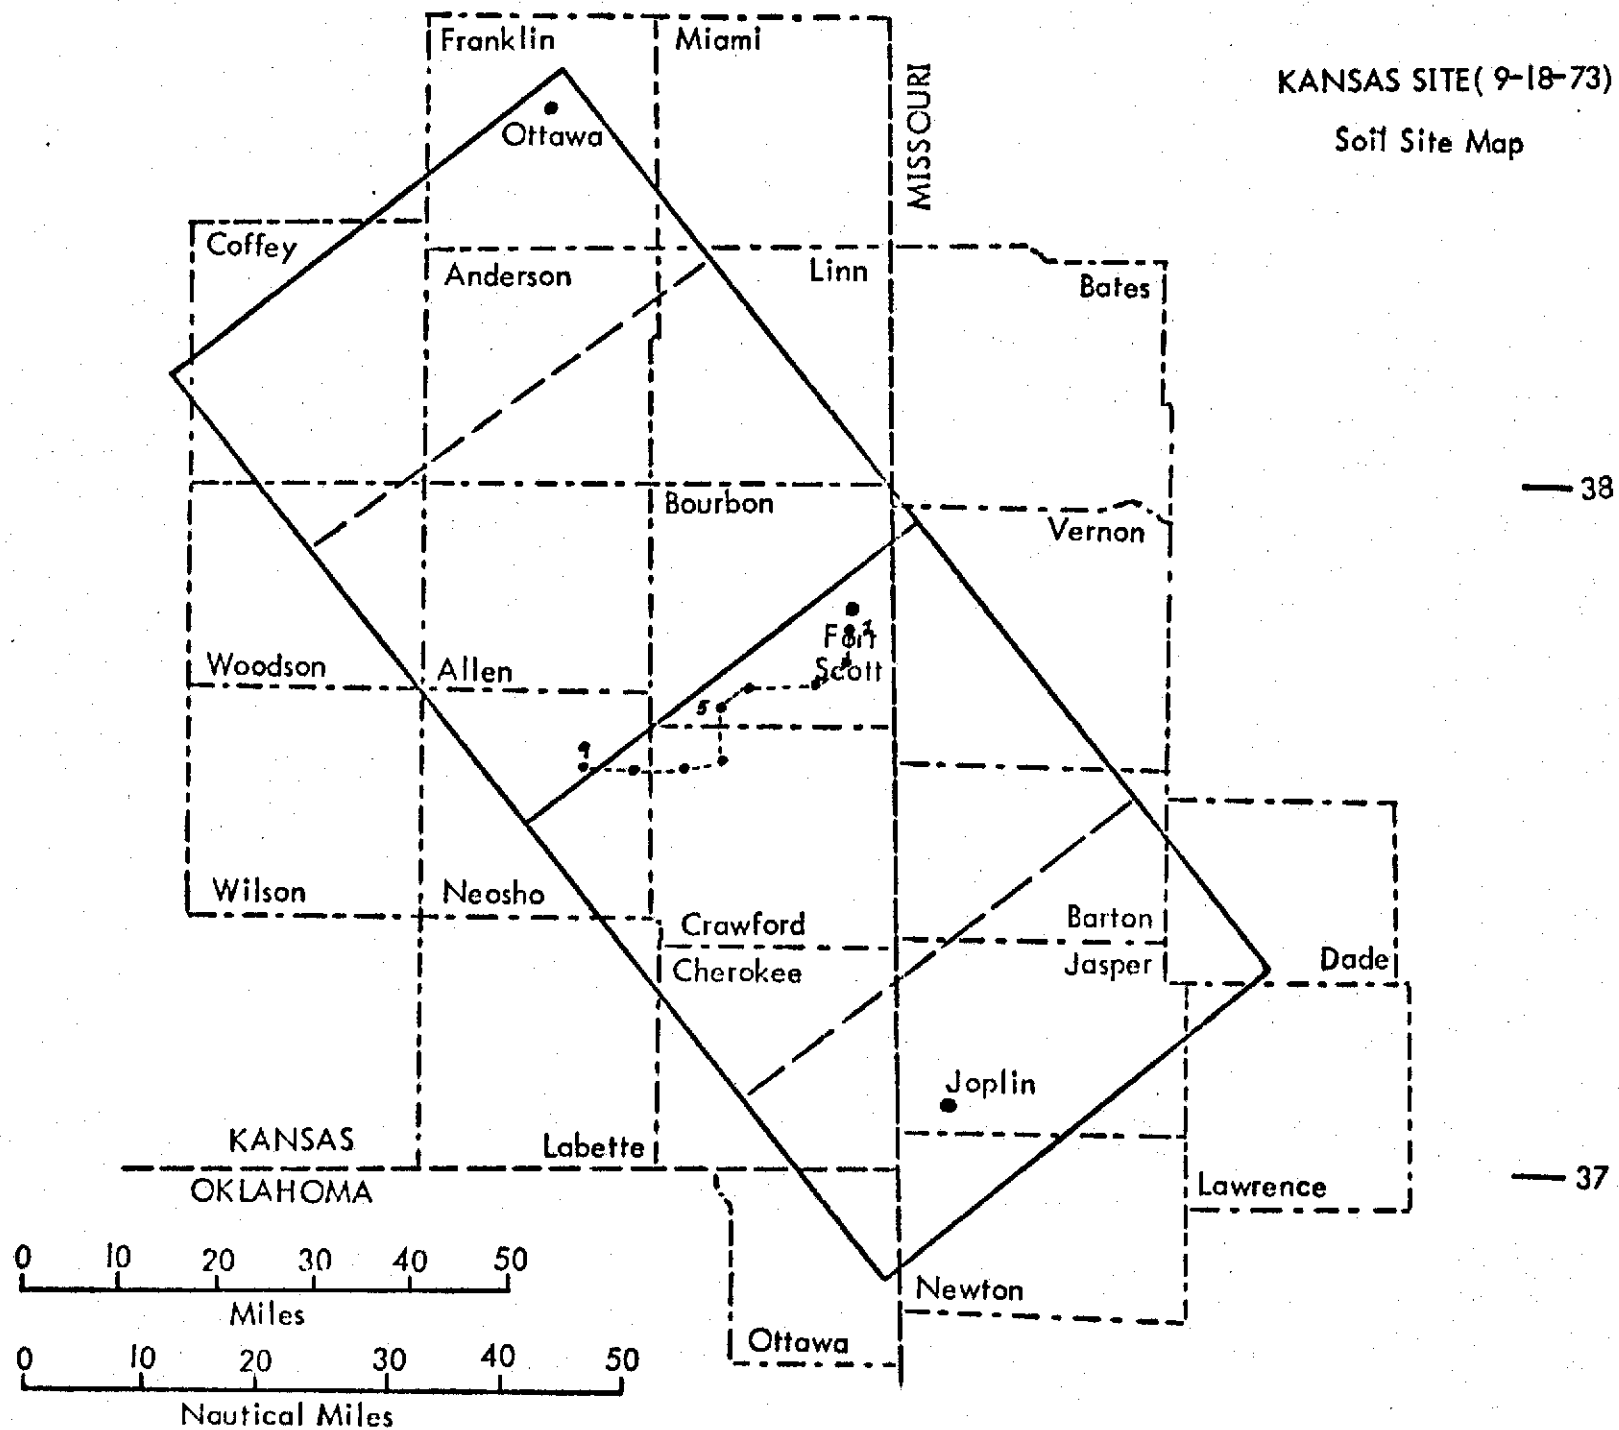 KANSAS SITE( 9-18-73)
Soil Site Map
Franklin
Miami
MISSOURI
Ottawa
Coffey
Anderson
Linn
Bates
38
Bourbon
Vernon
Fort
Scott
1
Woodson
Allen
5
9
Wilson
Neosho
Crawford
Cherokee
Barton
Jasper
Dade
Joplin
KANSAS
OKLAHOMA
Labette
37
Lawrence
Newton
Ottawa
0 10 20 30 40 50
Miles
0 10 20 30 40 50
Nautical Miles